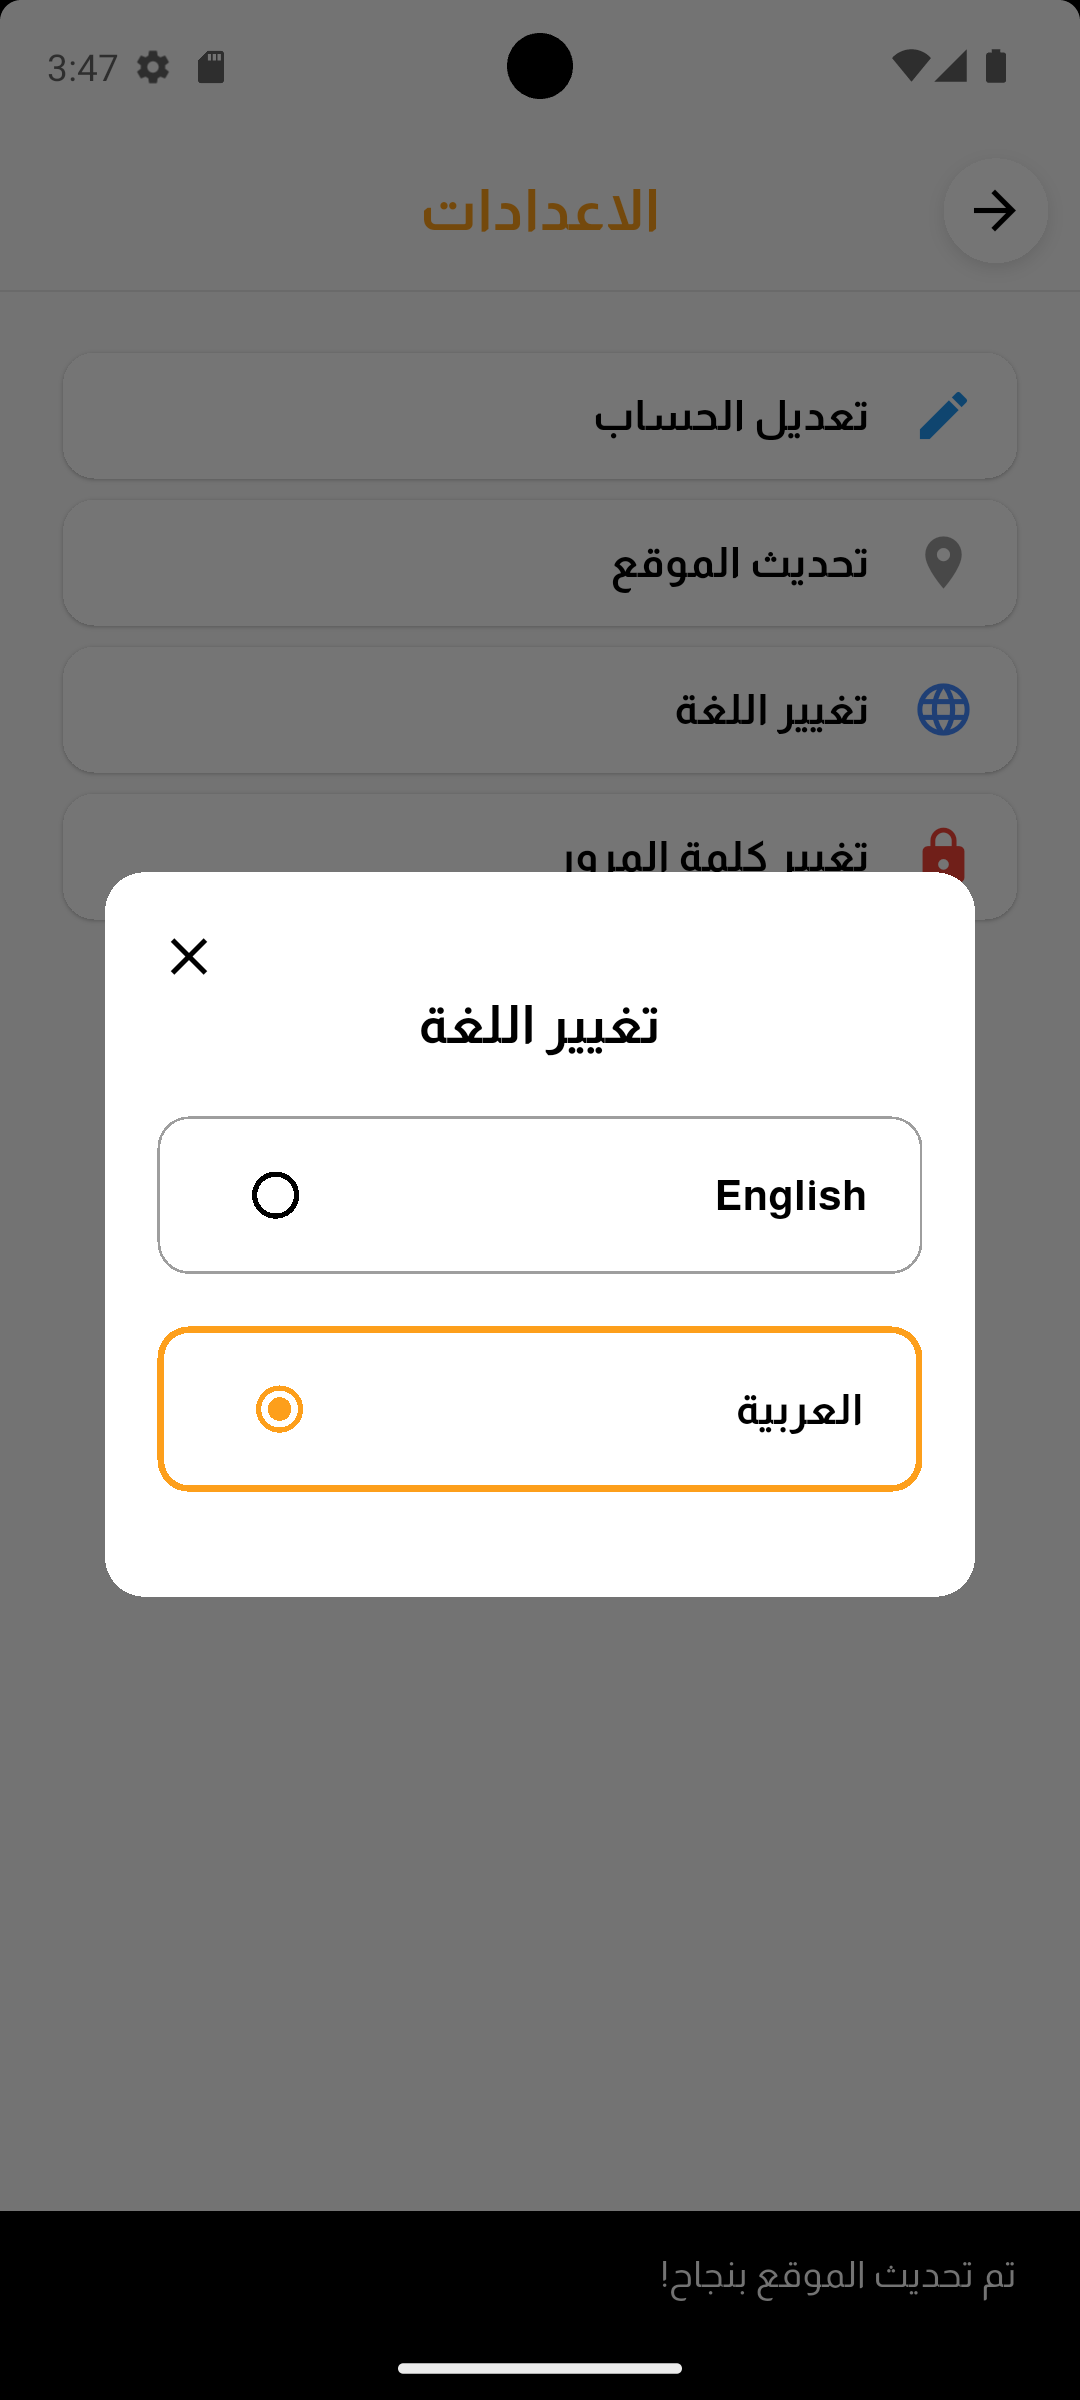 3:47
الاعدادات
تعديل الحساب
تحديث الموقع
تغيير اللغة
تغيير كلمة المرور
تغيير اللغة
English
العربية
تم تحديث الموقع بنجاح!